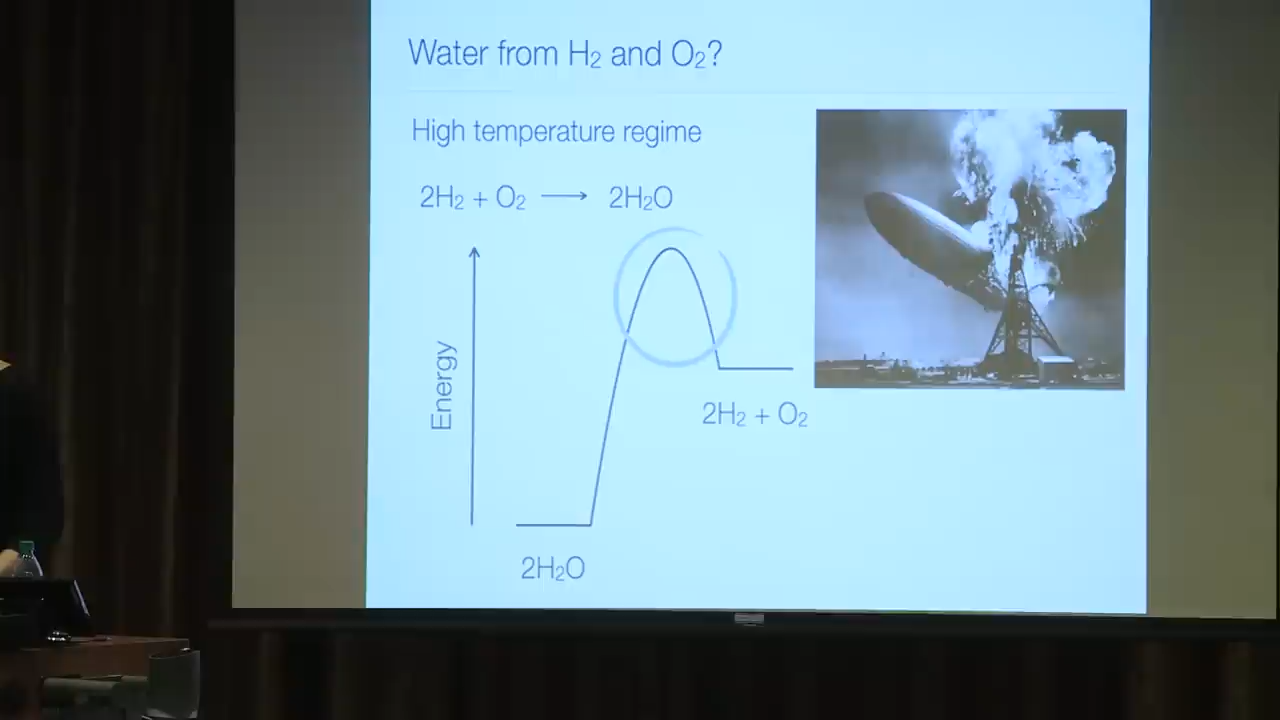 Water from H₂ and O₂?
High temperature regime
2H₂ + O₂ ⟶ 2H₂O
Energy
2H₂ + O₂
2H₂O